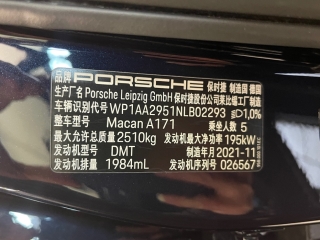 品牌 PORSCHE 保时捷 制造国 德国
生产厂名 Porsche Leipzig GmbH 保时捷股份公司莱比锡工厂制造
车辆识别代号 WP1AA2951NLB02293 D1,0%
整车型号 Macan A171 乘坐人数 5
最大允许总质量 2510kg 发动机最大净功率 195kW
发动机型号 DMT 制造年月 2021-11
发动机排量 1984mL 发动机序列号 026567